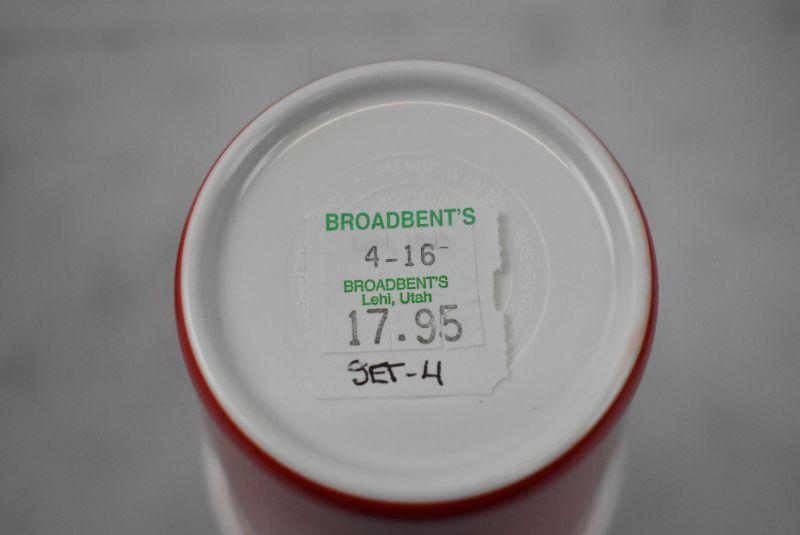 BROADBENT'S
4-16
BROADBENT'S
Lehi, Utah
17.95
SET-4